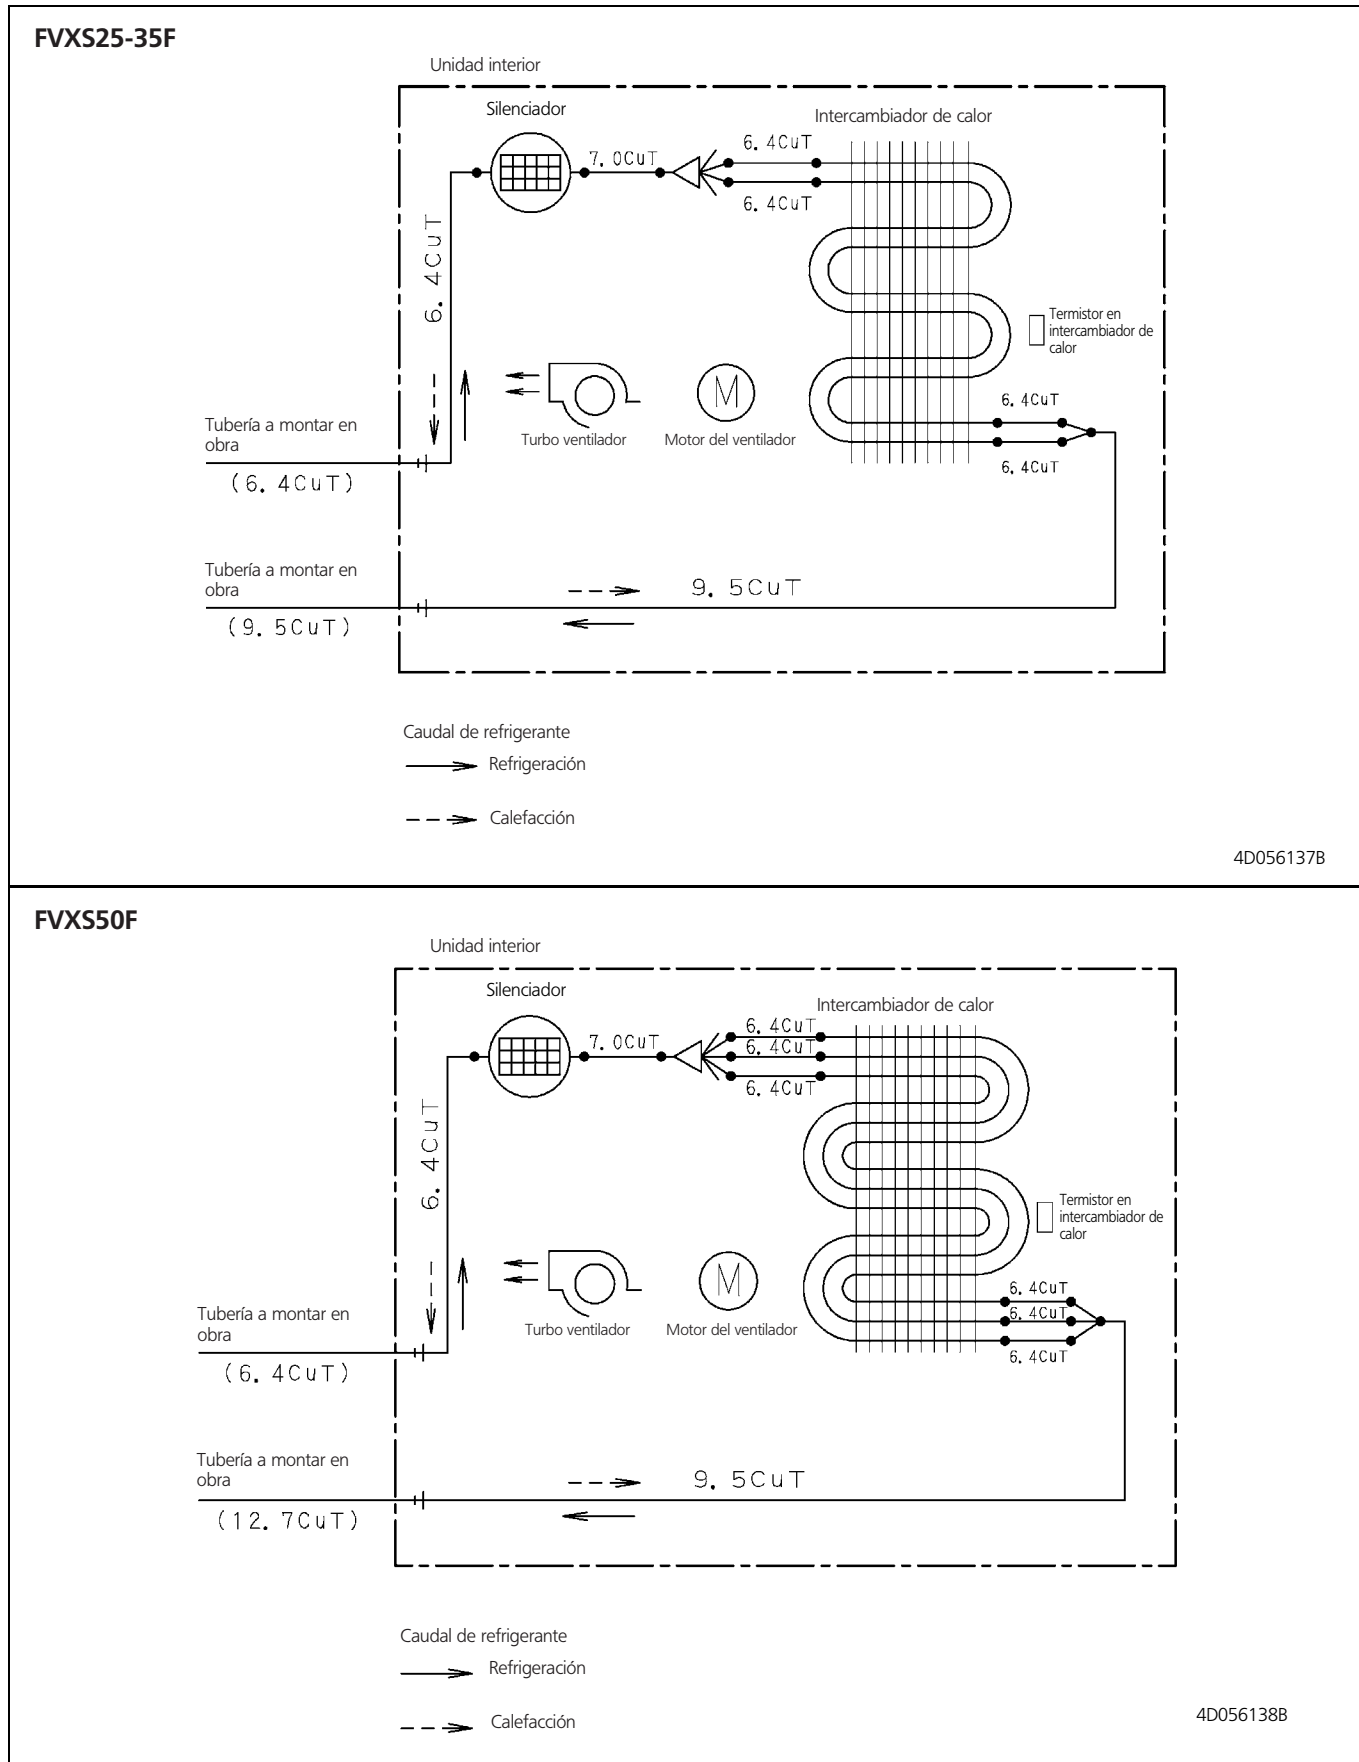 FVXS25-35F
Unidad interior
Silenciador
Intercambiador de calor
6.4CuT
7.0CuT
6.4CuT
6.4CuT
Termistor en
intercambiador de
calor
6.4CuT
Tubería a montar en
obra
Turbo ventilador
M
Motor del ventilador
6.4CuT
(6.4CuT)
Tubería a montar en
obra
9.5CuT
(9.5CuT)
Caudal de refrigerante
Refrigeración
Calefacción
4D056137B
FVXS50F
Unidad interior
Silenciador
Intercambiador de calor
6.4CuT
7.0CuT
6.4CuT
6.4CuT
6.4CuT
Termistor en
intercambiador de
calor
M
6.4CuT
Tubería a montar en
obra
6.4CuT
Turbo ventilador
Motor del ventilador
6.4CuT
(6.4CuT)
Tubería a montar en
obra
9.5CuT
(12.7CuT)
Caudal de refrigerante
Refrigeración
Calefacción
4D056138B